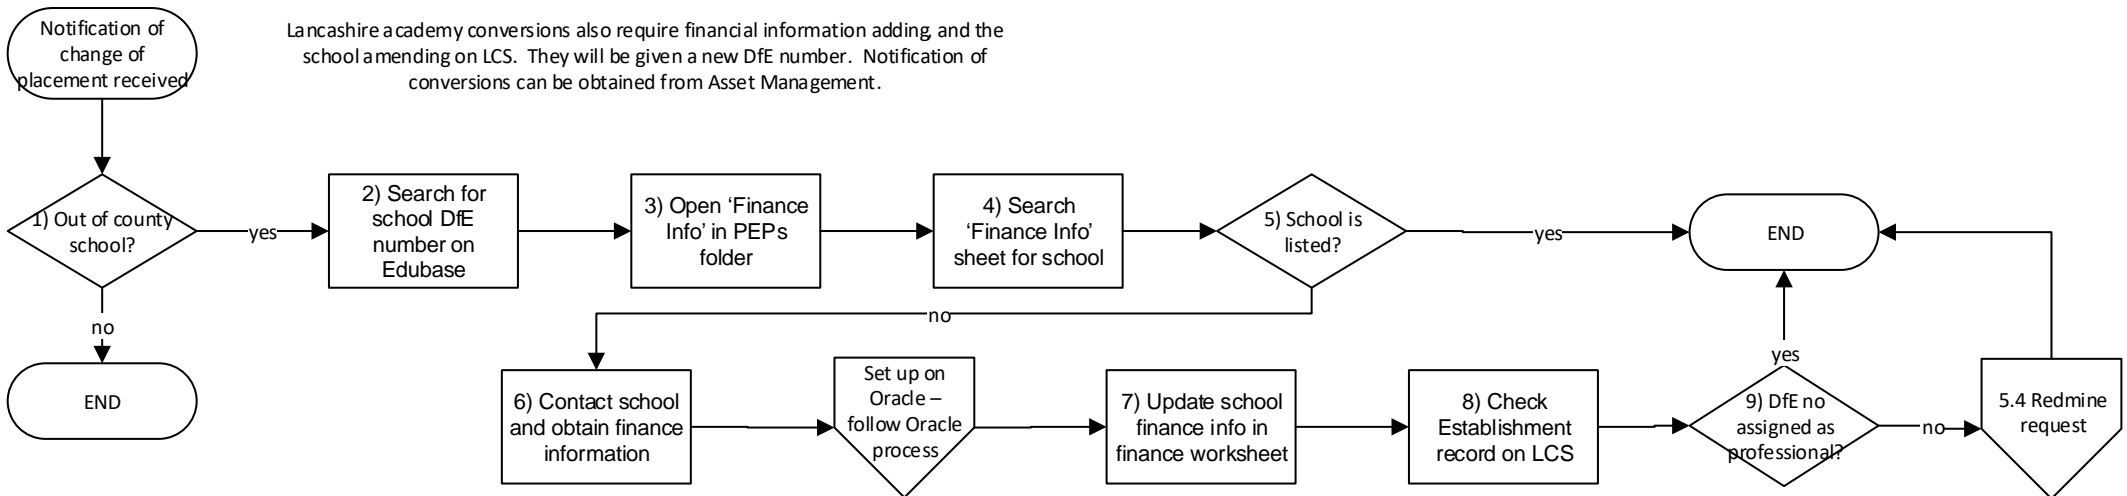 Notification of
change of
placement received
Lancashire academy conversions also require financial information adding, and the
school amending on LCS.  They will be given a new DfE number.  Notification of
conversions can be obtained from Asset Management.
1) Out of county
school?
yes
2) Search for
school DfE
number on
Edubase
3) Open ‘Finance
Info’ in PEPs
folder
4) Search
‘Finance Info’
sheet for school
5) School is
listed?
yes
END
no
no
END
6) Contact school
and obtain finance
information
Set up on
Oracle –
follow Oracle
process
7) Update school
finance info in
finance worksheet
8) Check
Establishment
record on LCS
yes
9) DfE no
assigned as
professional?
no
5.4 Redmine
request